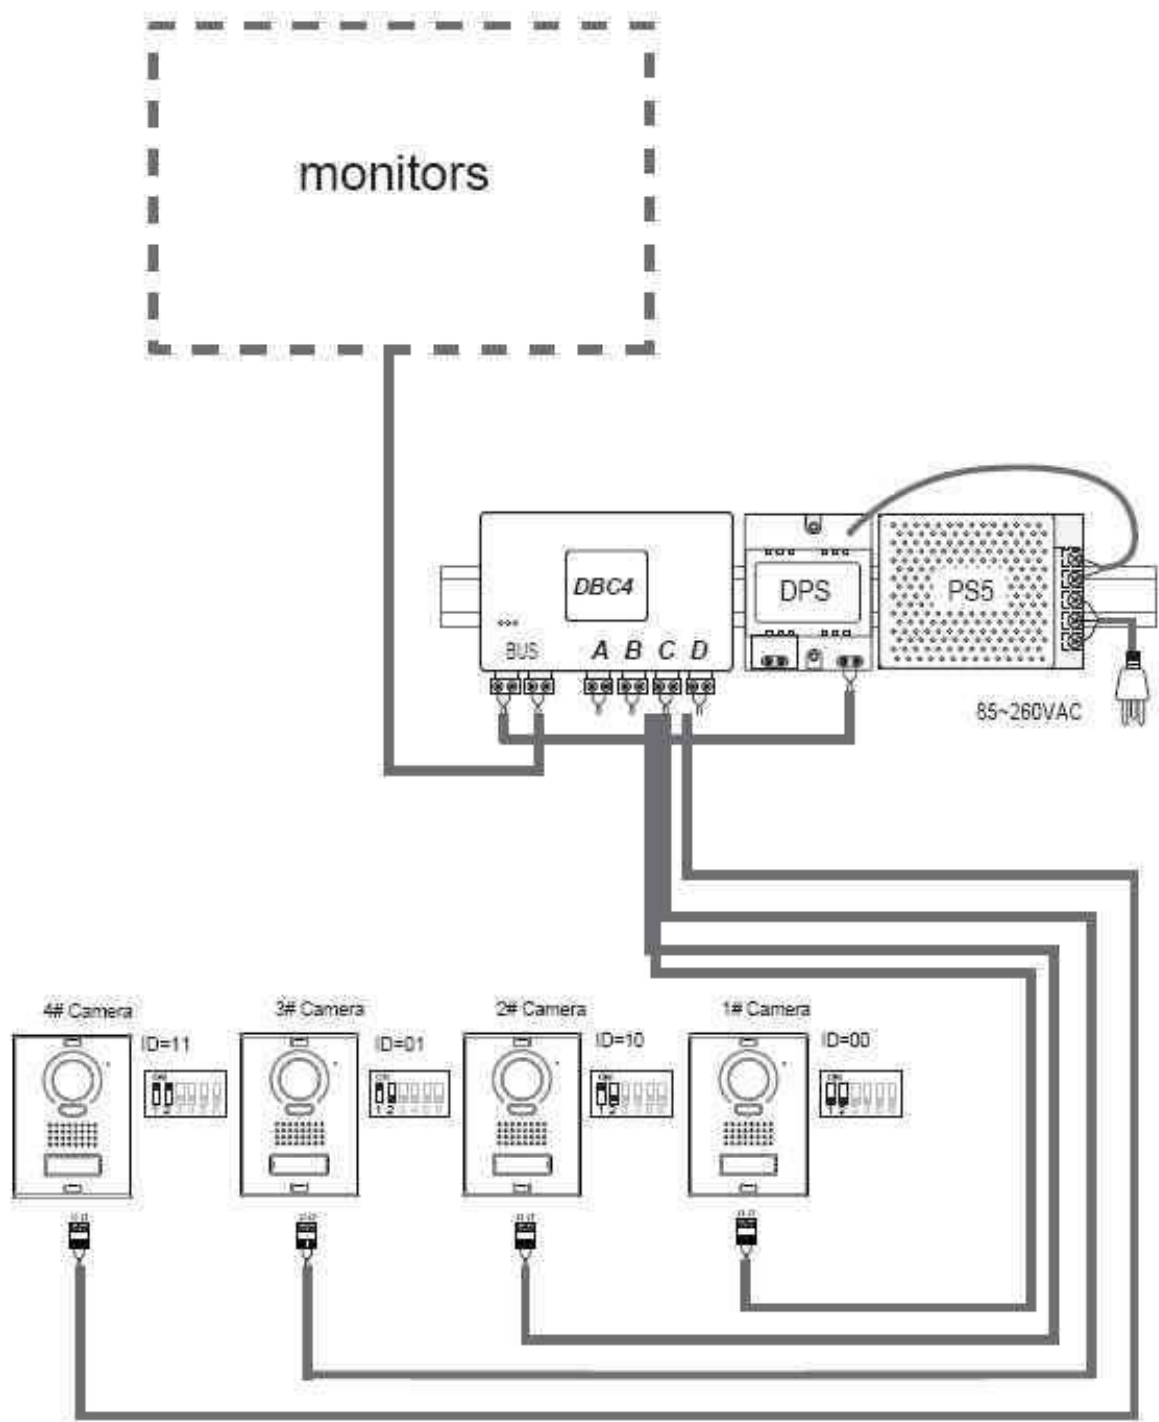 monitors
DBC4
DPS
PS5
BUS
A B C D
85~260VAC
4# Camera
3# Camera
2# Camera
1# Camera
ID=11
ID=01
ID=10
ID=00